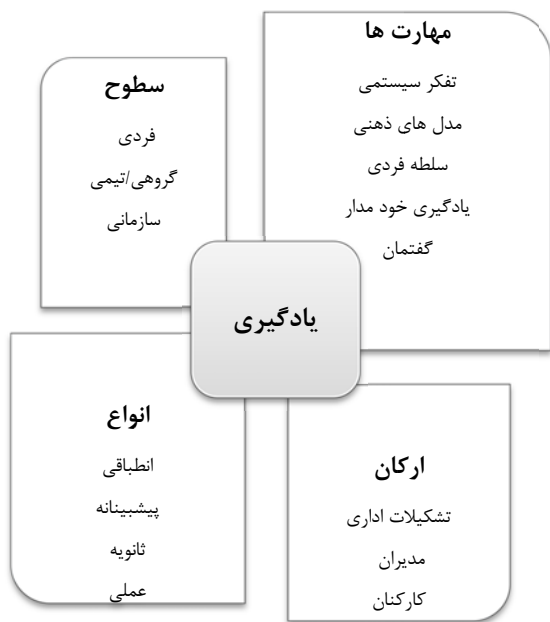 مهارت ها
تفکر سیستمی
مدل های ذهنی
سلطه فردی
یادگیری خود مدار
گفتمان
سطوح
فردی
گروهی/تیمی
سازمانی
یادگیری
ارکان
تشکیلات اداری
مدیران
کارکنان
انواع
انطباقی
پیشبینانه
ثانویه
عملی